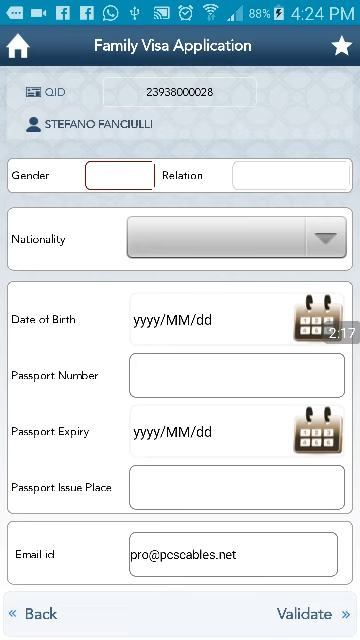 88% 4:24 PM
Family Visa Application
QID 23938000028
STEFANO FANCIULLI
Gender Relation
Nationality
Date of Birth yyyy/MM/dd
2:17
Passport Number
Passport Expiry yyyy/MM/dd
Passport Issue Place
Email id pro@pcscables.net
« Back Validate »